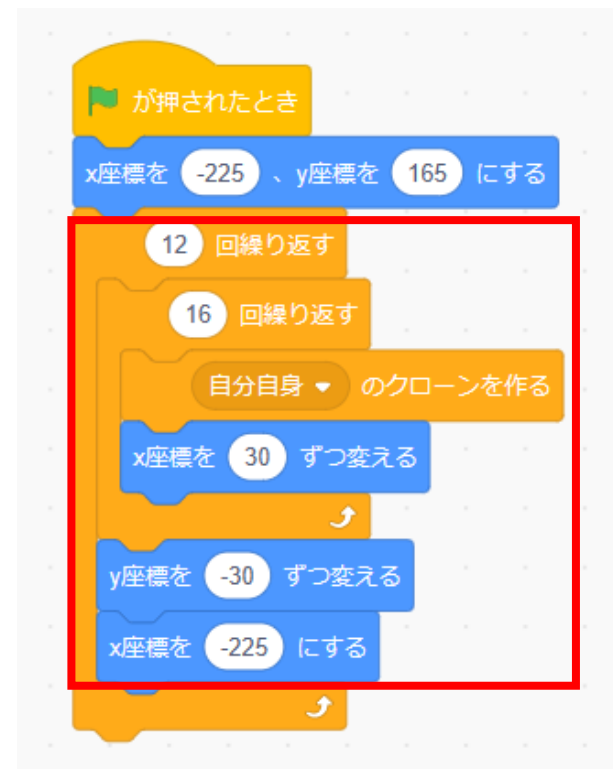 が押されたとき
x座標を -225 、y座標を 165 にする
12 回繰り返す
16 回繰り返す
自分自身 のクローンを作る
x座標を 30 ずつ変える
y座標を -30 ずつ変える
x座標を -225 にする